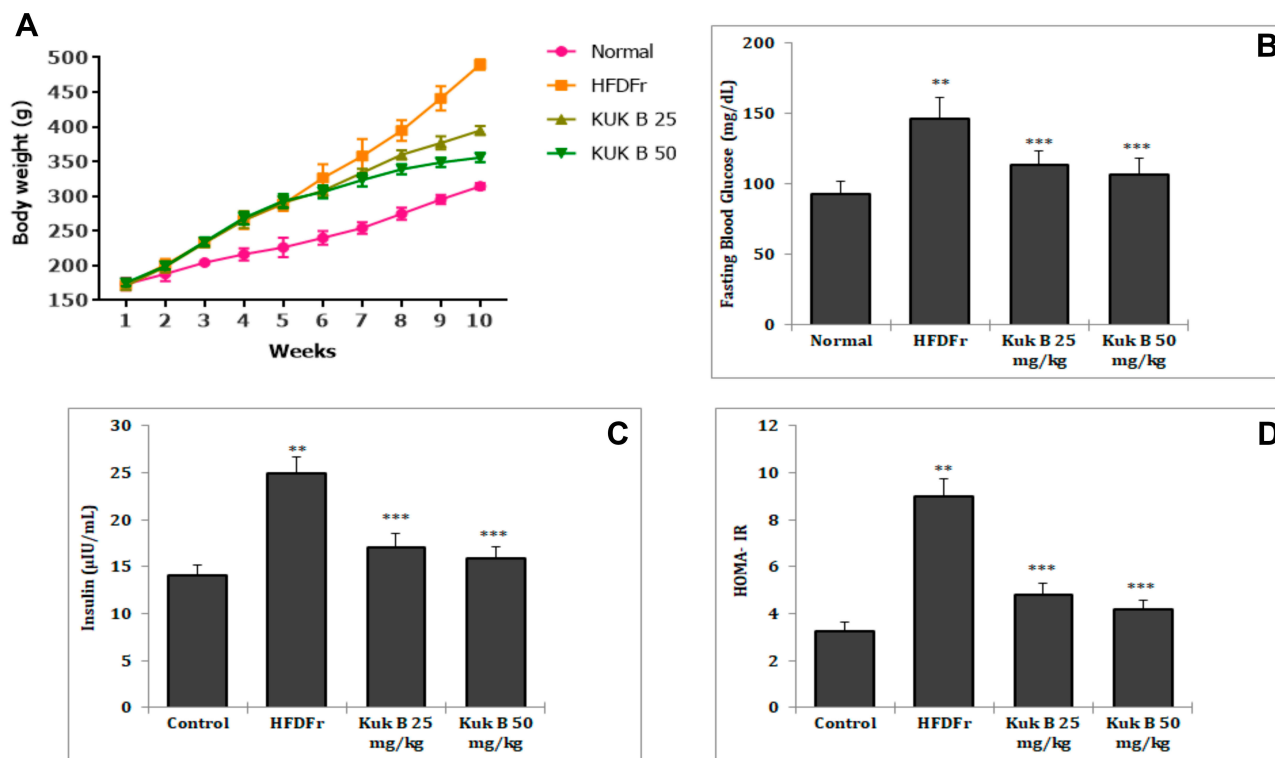 A
500
450
400
350
300
250
200
150
Body weight (g)
1 2 3 4 5 6 7 8 9 10
Weeks
Normal
HFDFr
KUK B 25
KUK B 50
B
200
150
100
50
0
Fasting Blood Glucose (mg/dL)
**
***
***
Normal HFDFr Kuk B 25 Kuk B 50
mg/kg mg/kg
C
30
25
20
15
10
5
0
Insulin (μIU/mL)
**
***
***
Control HFDFr Kuk B 25 Kuk B 50
mg/kg mg/kg
D
12
10
8
6
4
2
0
HOMA- IR
**
***
***
Control HFDFr Kuk B 25 Kuk B 50
mg/kg mg/kg